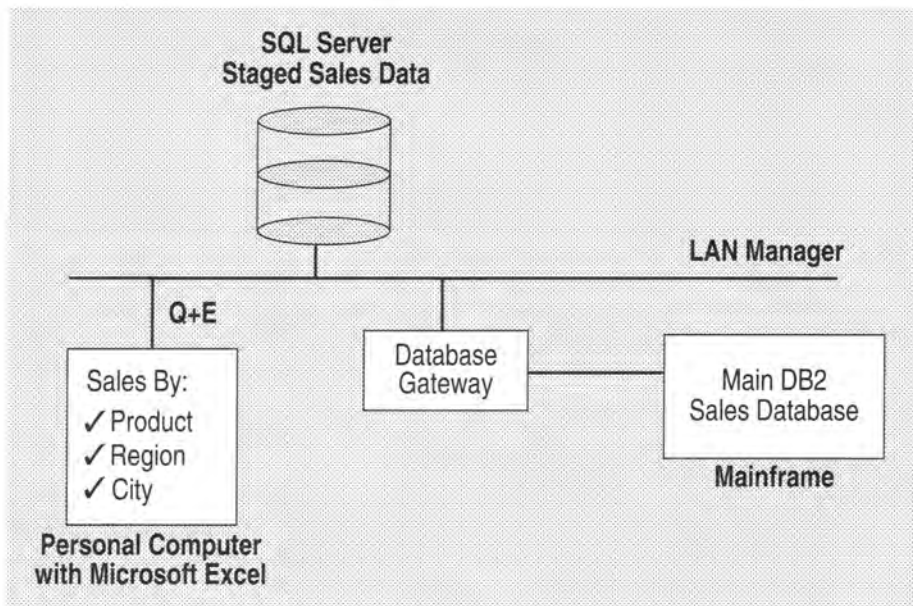 SQL Server
Staged Sales Data
LAN Manager
Q+E
Sales By:
✓ Product
✓ Region
✓ City
Personal Computer
with Microsoft Excel
Database
Gateway
Main DB2
Sales Database
Mainframe